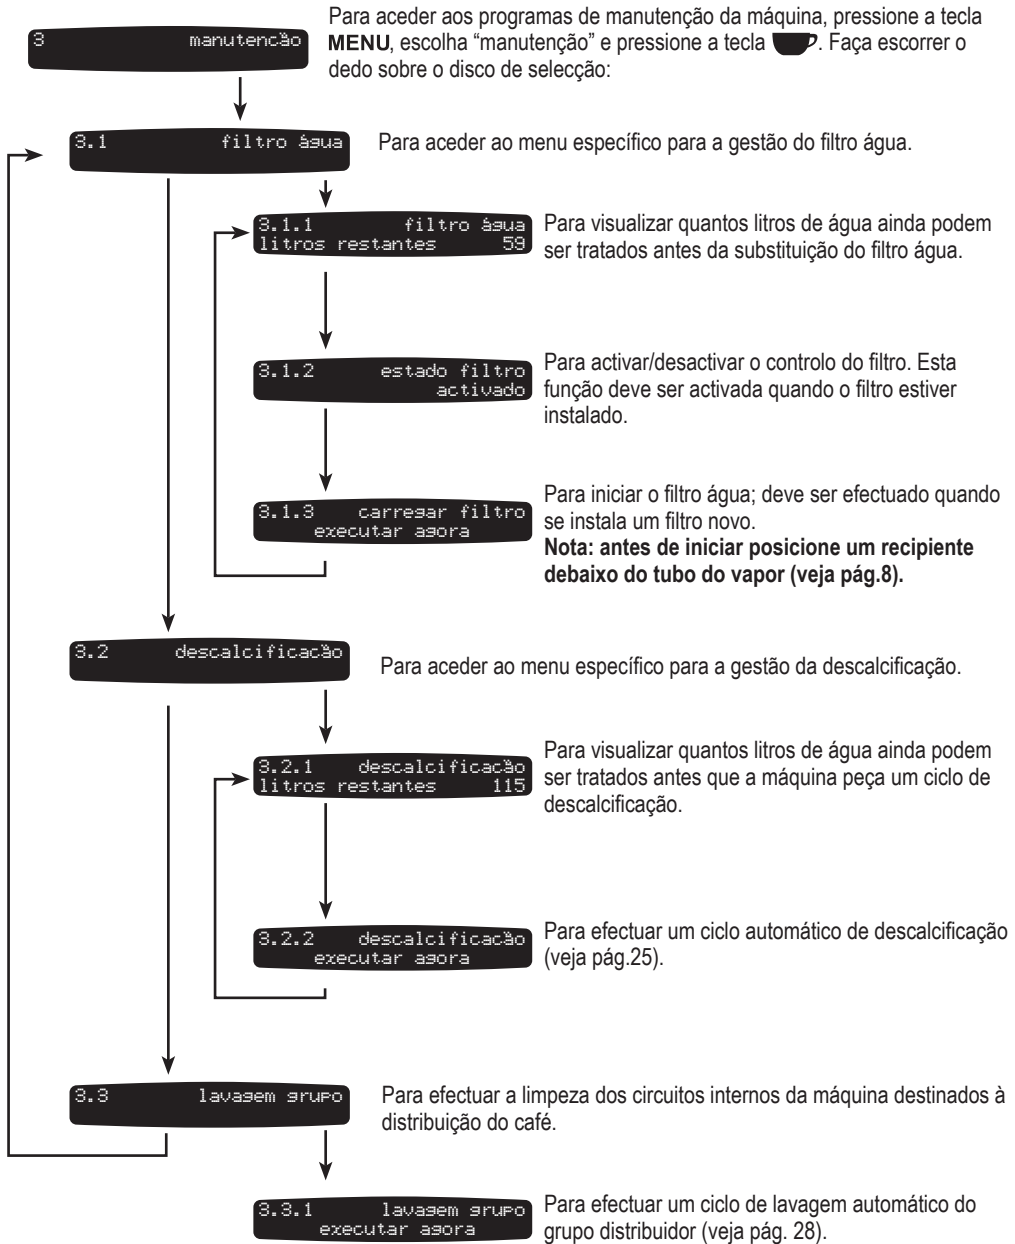 Para aceder aos programas de manutenção da máquina, pressione a tecla
MENU, escolha “manutenção” e pressione a tecla . Faça escorrer o
dedo sobre o disco de selecção:
3 manutencão
3.1 filtro água
Para aceder ao menu específico para a gestão do filtro água.
3.1.1 filtro água
litros restantes 59
Para visualizar quantos litros de água ainda podem
ser tratados antes da substituição do filtro água.
3.1.2 estado filtro
activado
Para activar/desactivar o controlo do filtro. Esta
função deve ser activada quando o filtro estiver
instalado.
3.1.3 carregar filtro
executar agora
Para iniciar o filtro água; deve ser efectuado quando
se instala um filtro novo.
Nota: antes de iniciar posicione um recipiente
debaixo do tubo do vapor (veja pág.8).
3.2 descalcificacão
Para aceder ao menu específico para a gestão da descalcificação.
3.2.1 descalcificacão
litros restantes 115
Para visualizar quantos litros de água ainda podem
ser tratados antes que a máquina peça um ciclo de
descalcificação.
3.2.2 descalcificacão
executar agora
Para efectuar um ciclo automático de descalcificação
(veja pág.25).
3.3 lavagem grupo
Para efectuar a limpeza dos circuitos internos da máquina destinados à
distribuição do café.
3.3.1 lavagem grupo
executar agora
Para efectuar um ciclo de lavagem automático do
grupo distribuidor (veja pág. 28).